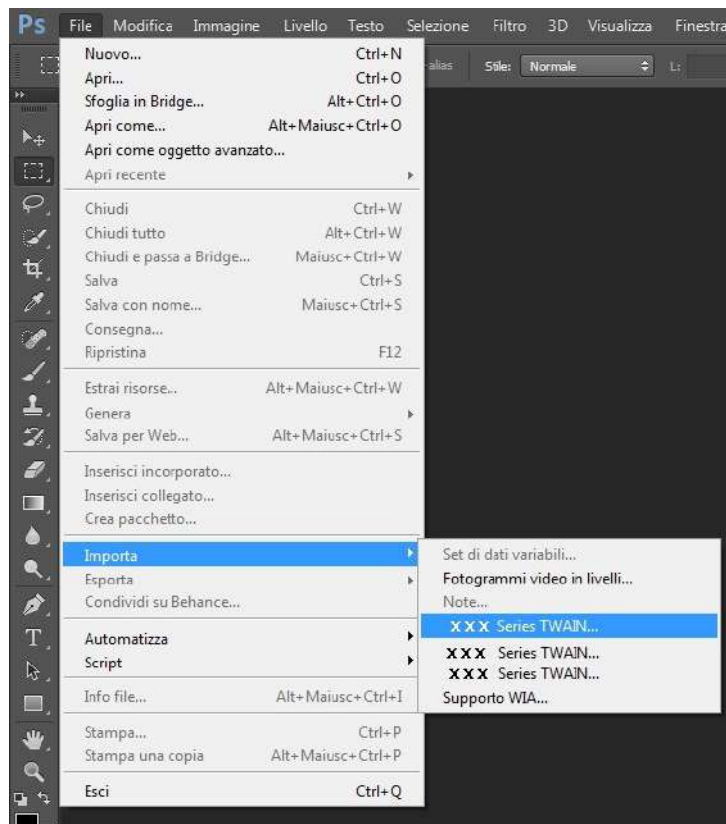 Ps File Modifica Immagine Livello Testo Selezione Filtro 3D Visualizza Finestra
alias Stile: Normale L:
Nuovo... Ctrl+N
Apri... Ctrl+O
Sfoglia in Bridge... Alt+Ctrl+O
Apri come... Alt+Maiusc+Ctrl+O
Apri come oggetto avanzato...
Apri recente
Chiudi Ctrl+W
Chiudi tutto Alt+Ctrl+W
Chiudi e passa a Bridge... Maiusc+Ctrl+W
Salva Ctrl+S
Salva con nome... Maiusc+Ctrl+S
Consegna...
Ripristina F12
Estrai risorse... Alt+Maiusc+Ctrl+W
Genera
Salva per Web... Alt+Maiusc+Ctrl+S
Inserisci incorporato...
Inserisci collegato...
Crea pacchetto...
Importa
Esporta
Condividi su Behance...
Automatizza
Script
Info file... Alt+Maiusc+Ctrl+I
Stampa... Ctrl+P
Stampa una copia Alt+Maiusc+Ctrl+P
Esci Ctrl+Q
Set di dati variabili...
Fotogrammi video in livelli...
Note...
XXX Series TWAIN...
XXX Series TWAIN...
XXX Series TWAIN...
Supporto WIA...